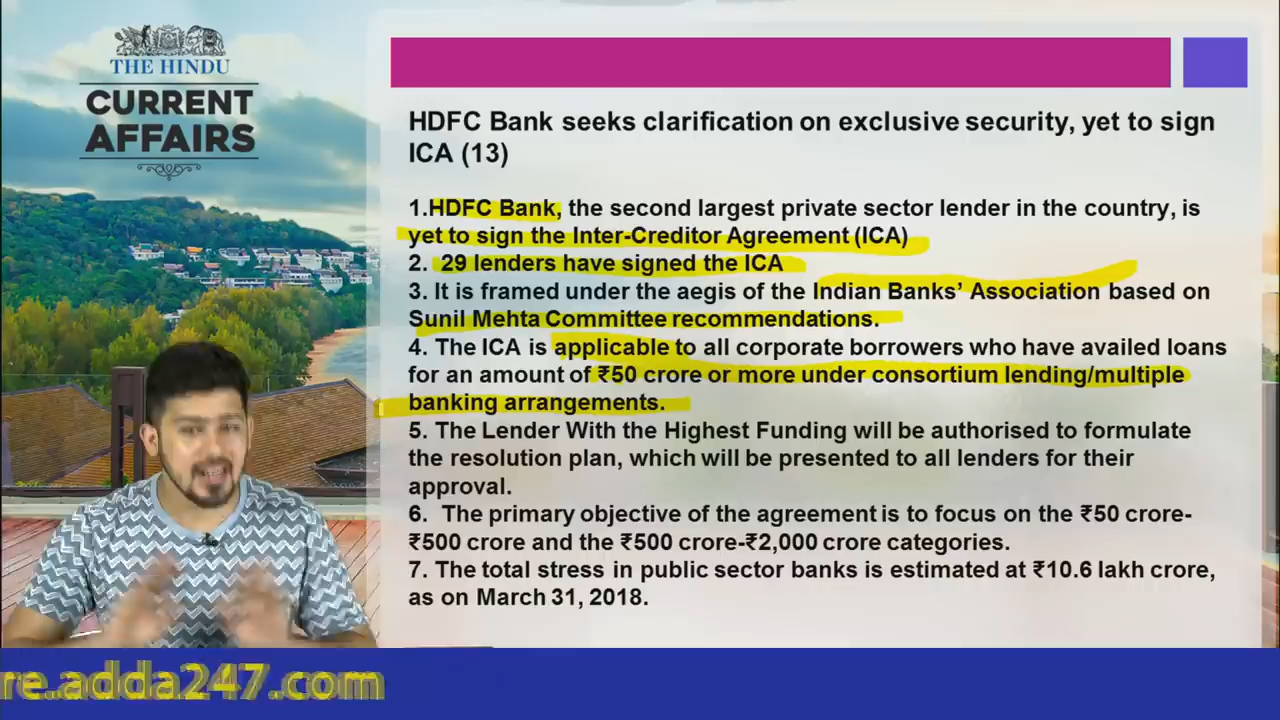 THE HINDU
CURRENT
AFFAIRS
HDFC Bank seeks clarification on exclusive security, yet to sign
ICA (13)
1.HDFC Bank, the second largest private sector lender in the country, is
yet to sign the Inter-Creditor Agreement (ICA)
2. 29 lenders have signed the ICA
3. It is framed under the aegis of the Indian Banks’ Association based on
Sunil Mehta Committee recommendations.
4. The ICA is applicable to all corporate borrowers who have availed loans
for an amount of ₹50 crore or more under consortium lending/multiple
banking arrangements.
5. The Lender With the Highest Funding will be authorised to formulate
the resolution plan, which will be presented to all lenders for their
approval.
6. The primary objective of the agreement is to focus on the ₹50 crore-
₹500 crore and the ₹500 crore-₹2,000 crore categories.
7. The total stress in public sector banks is estimated at ₹10.6 lakh crore,
as on March 31, 2018.
re.adda247.com